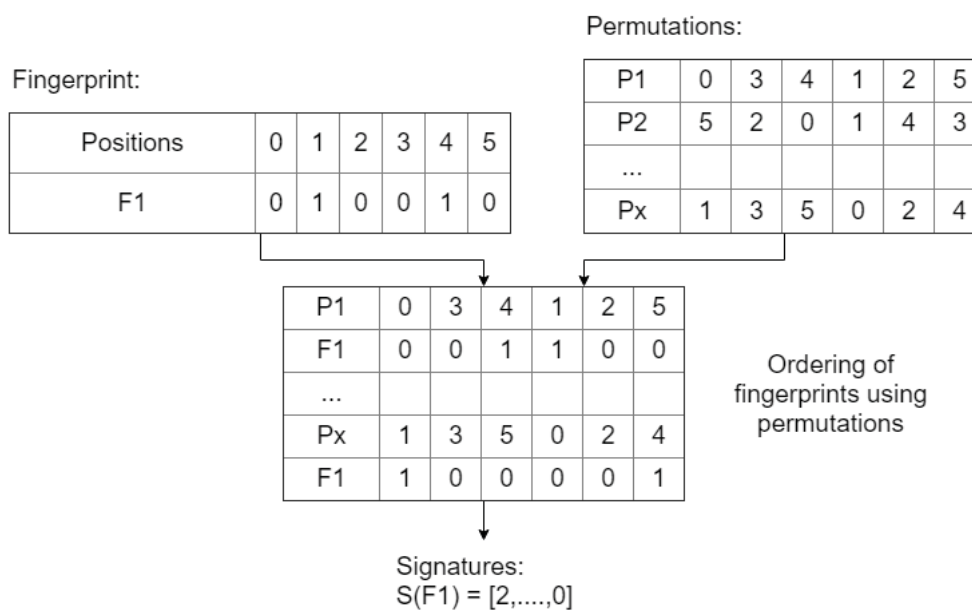 Permutations:
Fingerprint:
P1 0 3 4 1 2 5
P2 5 2 0 1 4 3
...
Px 1 3 5 0 2 4
Positions 0 1 2 3 4 5
F1 0 1 0 0 1 0
P1 0 3 4 1 2 5
F1 0 0 1 1 0 0
...
Px 1 3 5 0 2 4
F1 1 0 0 0 0 1
Ordering of
fingerprints using
permutations
Signatures:
S(F1) = [2,....,0]